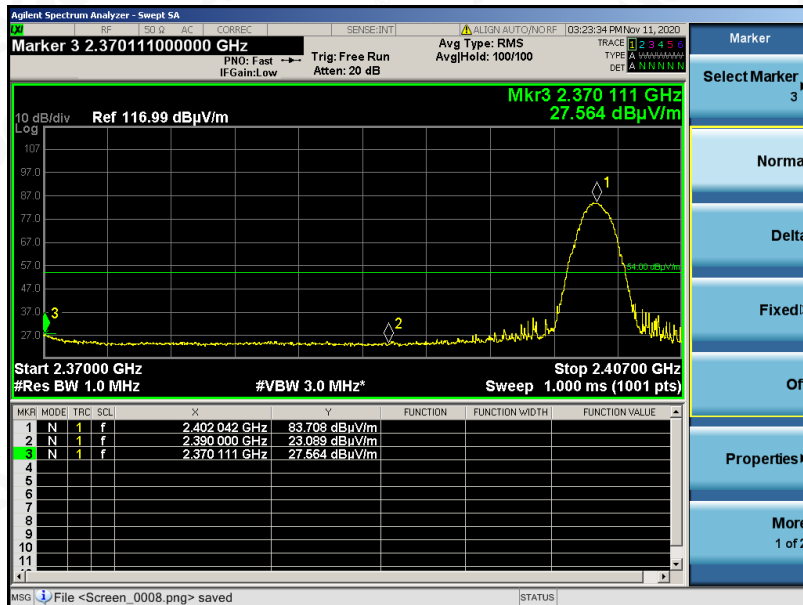 Agilent Spectrum Analyzer - Swept SA
LXI RF 50 Ω AC CORREC SENSE:INT ALIGN AUTO/NO RF 03:23:34 PM Nov 11, 2020
Marker 3 2.370111000000 GHz
PNO: Fast
IFGain:Low
Trig: Free Run
Atten: 20 dB
Avg Type: RMS
Avg|Hold: 100/100
TRACE 1 2 3 4 5 6
TYPE A WWWWW
DET A N N N N N
Mkr3 2.370 111 GHz
27.564 dBµV/m
10 dB/div Ref 116.99 dBµV/m
Log
107
97.0
87.0
77.0
67.0
57.0
47.0
37.0
27.0
1
54.00 dBµV/m
3
2
Start 2.37000 GHz Stop 2.40700 GHz
#Res BW 1.0 MHz #VBW 3.0 MHz* Sweep 1.000 ms (1001 pts)
MKR MODE TRC SCL X Y FUNCTION FUNCTION WIDTH FUNCTION VALUE
1 N 1 f 2.402 042 GHz 83.708 dBµV/m
2 N 1 f 2.390 000 GHz 23.089 dBµV/m
3 N 1 f 2.370 111 GHz 27.564 dBµV/m
4
5
6
7
8
9
10
11
MSG File <Screen_0008.png> saved STATUS
Marker
Select Marker
3
Norma
Delta
Fixed
Of
Properties
More
1 of 2